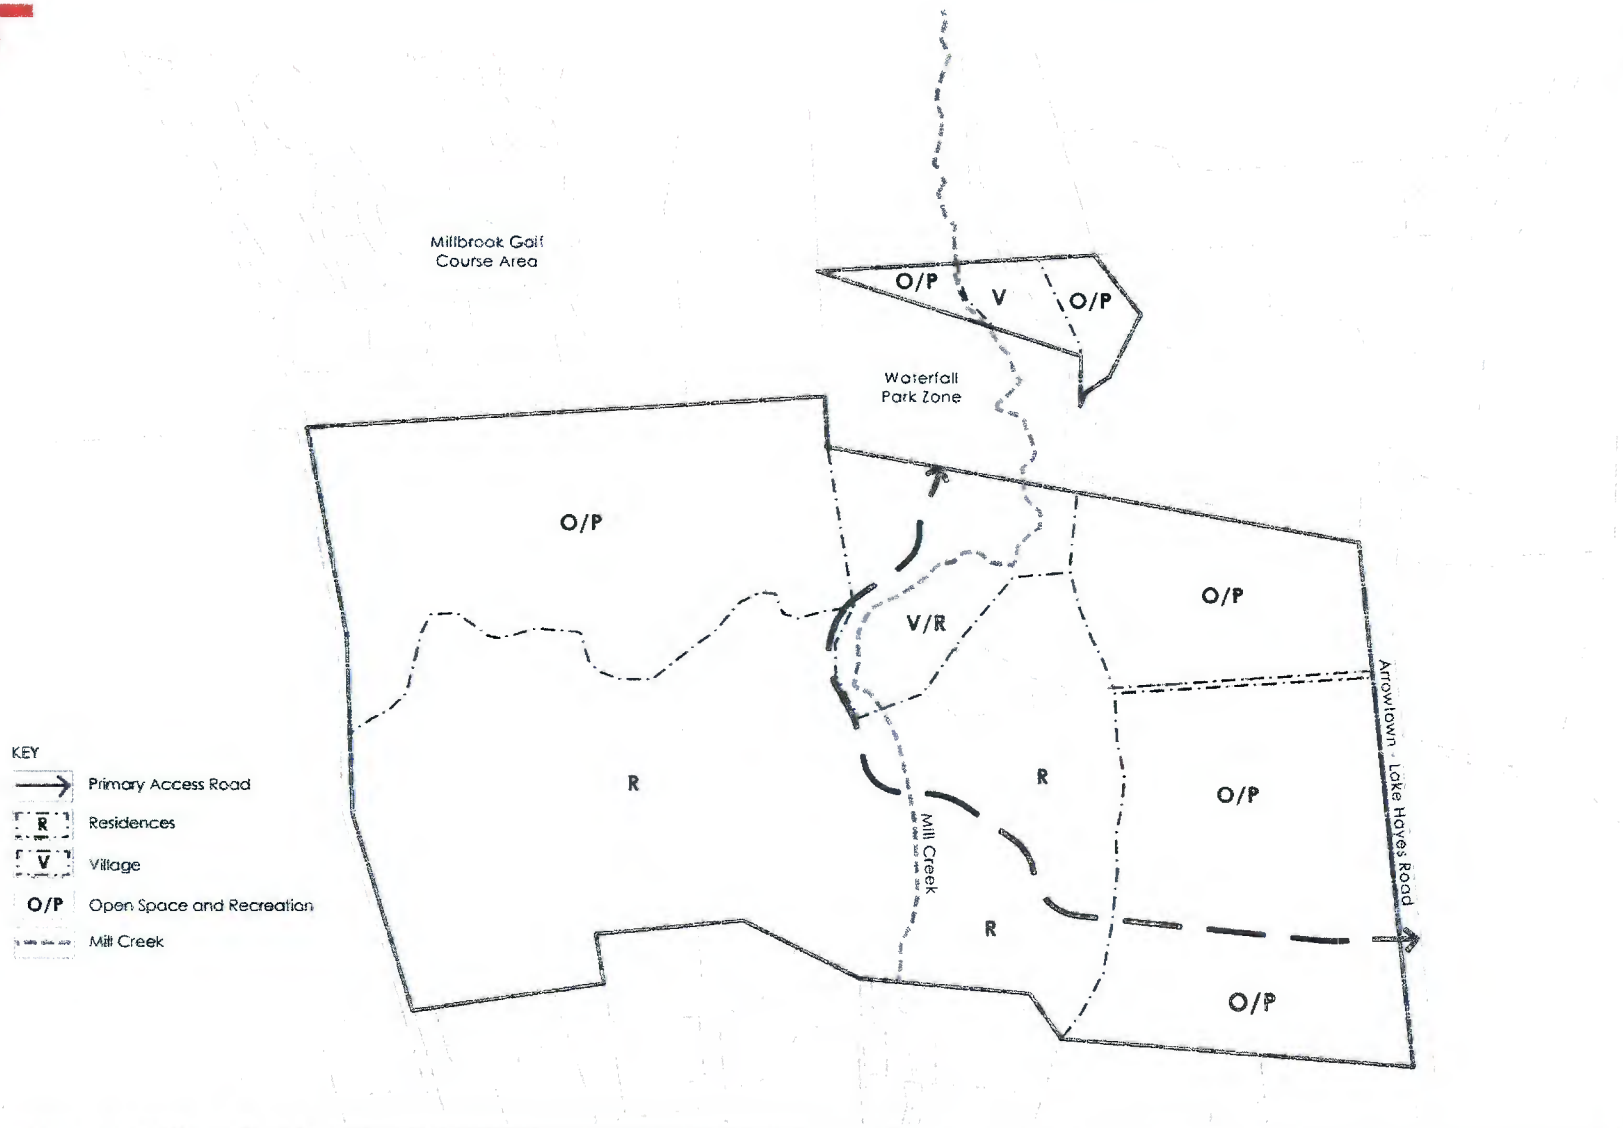 Millbrook Golf
Course Area
O/P
V
O/P
Waterfall
Park Zone
O/P
O/P
V/R
Arrowtown - Lake Hayes Road
R
R
O/P
Mill Creek
R
O/P
KEY
Primary Access Road
R
Residences
V
Village
O/P
Open Space and Recreation
Mill Creek